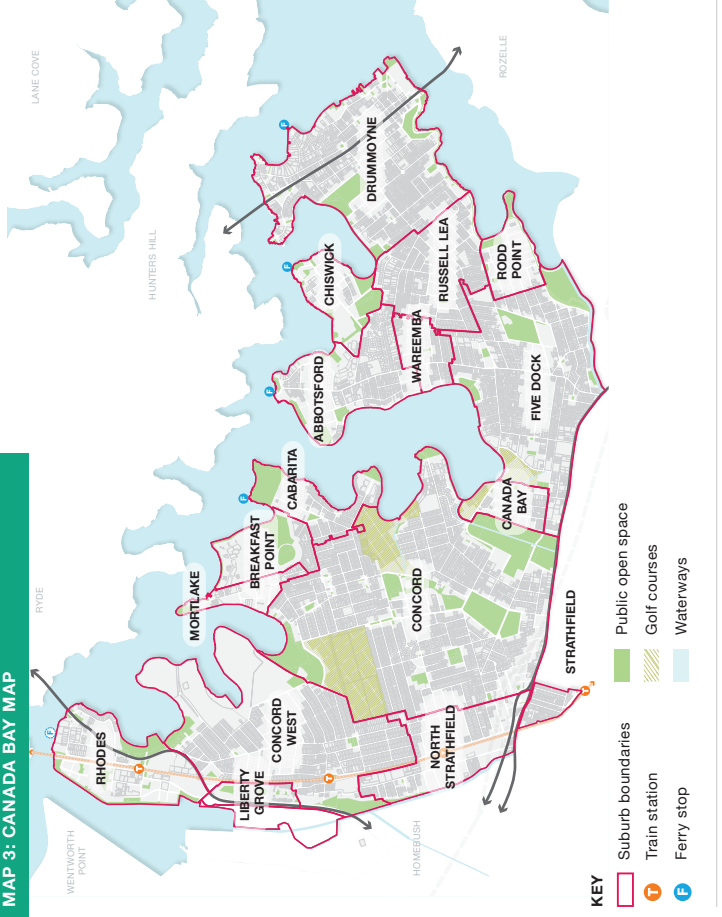 MAP 3: CANADA BAY MAP
LANE COVE
ROZELLE
HUNTERS HILL
RYDE
WENTWORTH
POINT
HOMEBUSH
DRUMMOYNE
CHISWICK
RUSSELL LEA
RODD
POINT
WAREEMBA
ABBOTSFORD
FIVE DOCK
CABARITA
CANADA
BAY
BREAKFAST
POINT
MORTLAKE
CONCORD
STRATHFIELD
CONCORD
WEST
NORTH
STRATHFIELD
LIBERTY
GROVE
RHODES
F
F
F
F
F
T
T
T
KEY
Suburb boundaries
T Train station
F Ferry stop
Public open space
Golf courses
Waterways